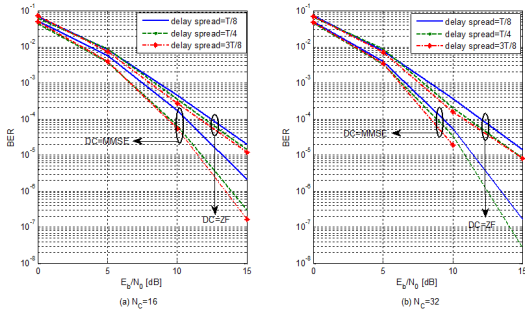 10^-1
10^-2
10^-3
10^-4
10^-5
10^-6
10^-7
10^-8
BER
delay spread=T/8
delay spread=T/4
delay spread=3T/8
DC=MMSE
DC=ZF
0 5 10 15
E_b/N_0 [dB]
(a) N_C=16
10^-1
10^-2
10^-3
10^-4
10^-5
10^-6
10^-7
10^-8
BER
delay spread=T/8
delay spread=T/4
delay spread=3T/8
DC=MMSE
DC=ZF
0 5 10 15
E_b/N_0 [dB]
(b) N_C=32